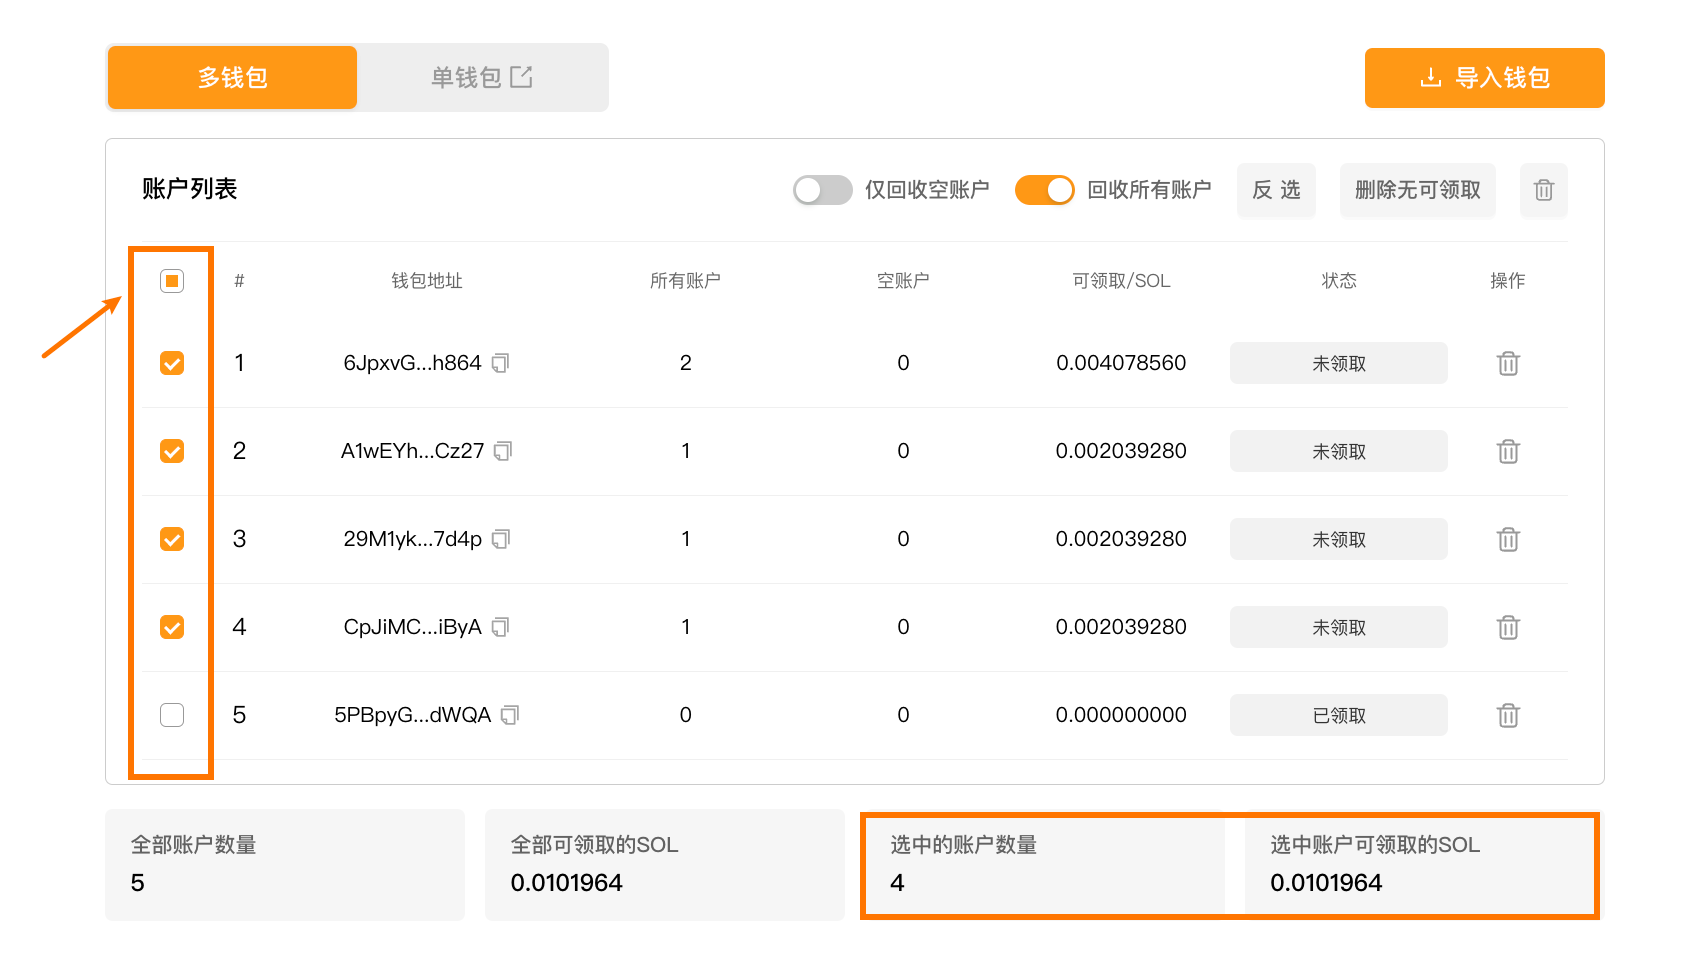 多钱包 单钱包 导入钱包
账户列表 仅回收空账户 回收所有账户 反 选 删除无可领取
# 钱包地址 所有账户 空账户 可领取/SOL 状态 操作
1 6JpxvG...h864 2 0 0.004078560 未领取
2 A1wEYh...Cz27 1 0 0.002039280 未领取
3 29M1yk...7d4p 1 0 0.002039280 未领取
4 CpJiMC...iByA 1 0 0.002039280 未领取
5 5PBpyG...dWQA 0 0 0.000000000 已领取
全部账户数量 全部可领取的SOL 选中的账户数量 选中账户可领取的SOL
5 0.0101964 4 0.0101964